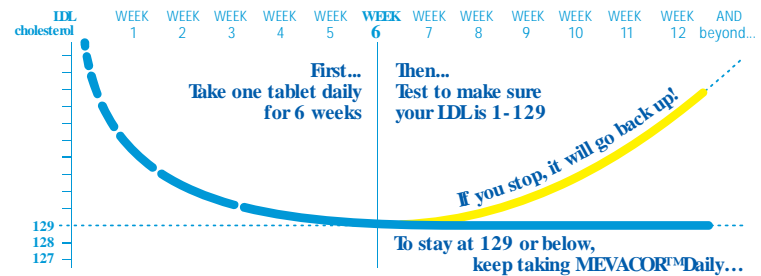 LDL cholesterol
WEEK 1
WEEK 2
WEEK 3
WEEK 4
WEEK 5
WEEK 6
WEEK 7
WEEK 8
WEEK 9
WEEK 10
WEEK 11
WEEK 12
AND beyond...
First...
Take one tablet daily
for 6 weeks
Then...
Test to make sure
your LDL is 1-129
If you stop, it will go back up!
129
128
127
To stay at 129 or below,
keep taking MEVACOR™ Daily...